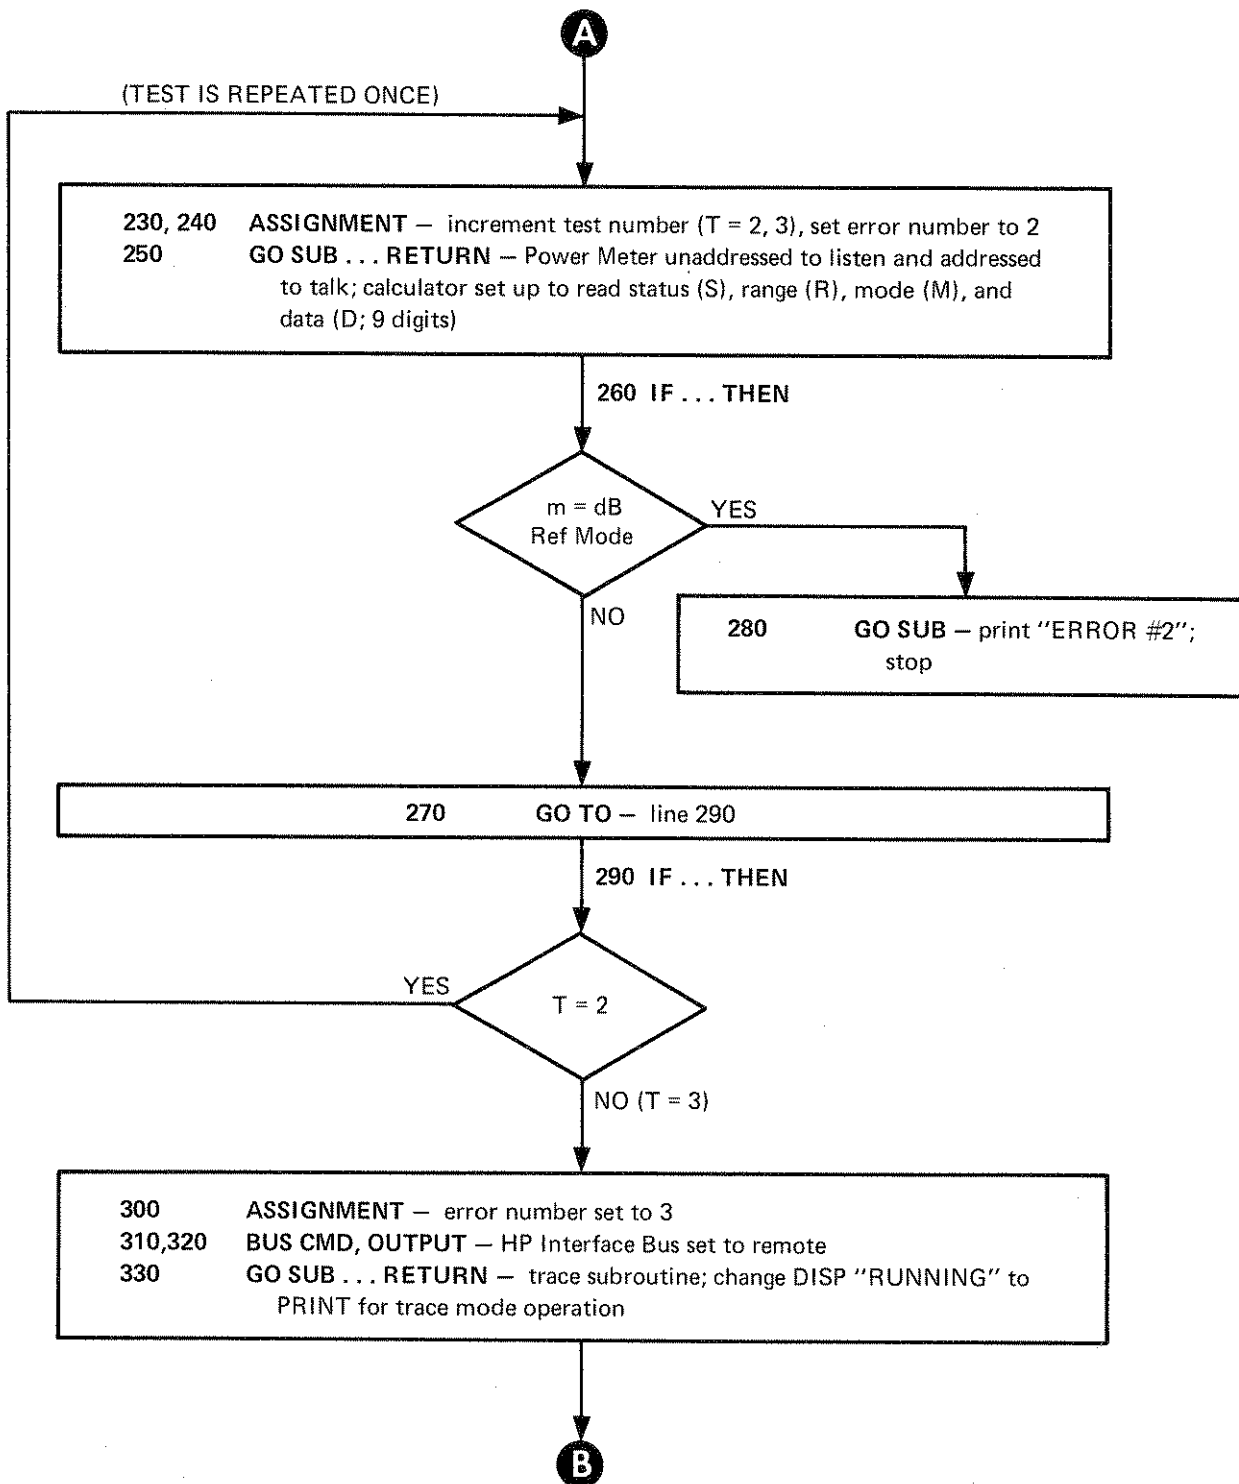 A
(TEST IS REPEATED ONCE)
230, 240 ASSIGNMENT — increment test number (T = 2, 3), set error number to 2
250 GO SUB . . . RETURN — Power Meter unaddressed to listen and addressed
to talk; calculator set up to read status (S), range (R), mode (M), and
data (D; 9 digits)
260 IF . . . THEN
m = dB
Ref Mode
YES
NO
280 GO SUB — print "ERROR #2";
stop
270 GO TO — line 290
290 IF . . . THEN
YES
T = 2
NO (T = 3)
300 ASSIGNMENT — error number set to 3
310,320 BUS CMD, OUTPUT — HP Interface Bus set to remote
330 GO SUB . . . RETURN — trace subroutine; change DISP "RUNNING" to
PRINT for trace mode operation
B